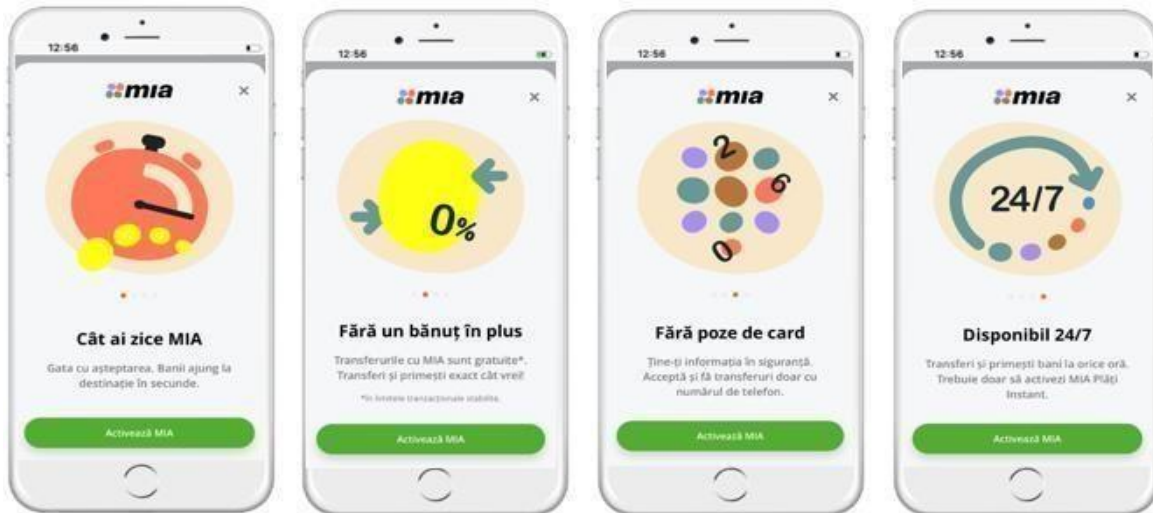 12:56
mia
×
Cât ai zice MIA
Gata cu așteptarea. Banii ajung la
destinație în secunde.
Activează MIA
12:56
mia
×
0%
Fără un bănuț în plus
Transferurile cu MIA sunt gratuite*.
Transferi și primești exact cât vrei!
*În limitele tranzacționale stabilite.
Activează MIA
12:56
mia
×
2
6
0
Fără poze de card
Ține-ți informația în siguranță.
Acceptă și fă transferuri doar cu
numărul de telefon.
Activează MIA
12:56
mia
×
24/7
Disponibil 24/7
Transferi și primești bani la orice oră.
Trebuie doar să activezi MIA Plăți
Instant.
Activează MIA